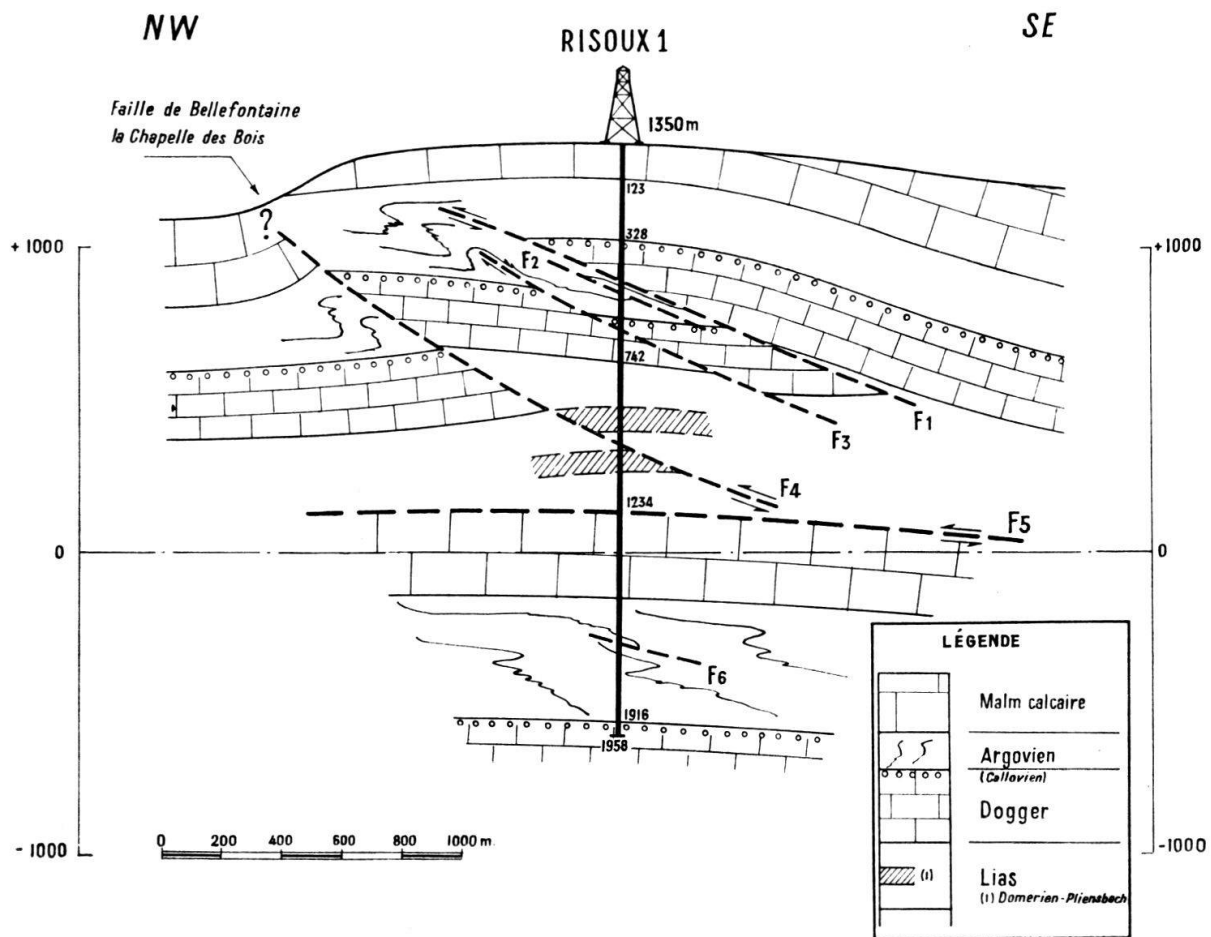 NW
RISOUX 1
SE
Faille de Bellefontaine
la Chapelle des Bois
1350 m
?
123
+1000
328
+1000
F2
742
F1
F3
F4
1234
F5
0
0
F6
1916
1958
0 200 400 600 800 1000 m.
-1000
-1000
LÉGENDE
Malm calcaire
Argovien
(Callovien)
Dogger
(1)
Lias
(1) Domerien-Pliensbach